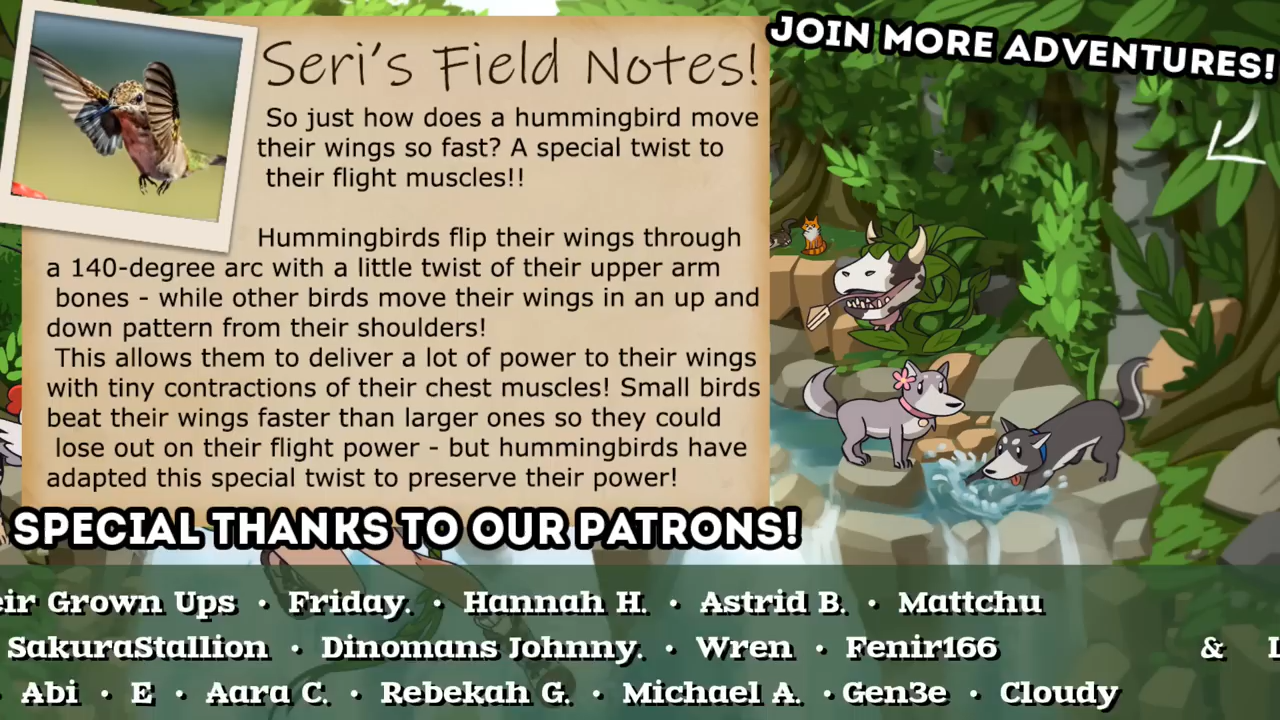 Seri's Field Notes!
JOIN MORE ADVENTURES!
So just how does a hummingbird move
their wings so fast? A special twist to
their flight muscles!!
Hummingbirds flip their wings through
a 140-degree arc with a little twist of their upper arm
bones - while other birds move their wings in an up and
down pattern from their shoulders!
This allows them to deliver a lot of power to their wings
with tiny contractions of their chest muscles! Small birds
beat their wings faster than larger ones so they could
lose out on their flight power - but hummingbirds have
adapted this special twist to preserve their power!
SPECIAL THANKS TO OUR PATRONS!
eir Grown Ups • Friday. • Hannah H. • Astrid B. • Mattchu
SakuraStallion • Dinomans Johnny. • Wren • Fenir166 & L
• Abi • E • Aara C. • Rebekah G. • Michael A. • Gen3e • Cloudy